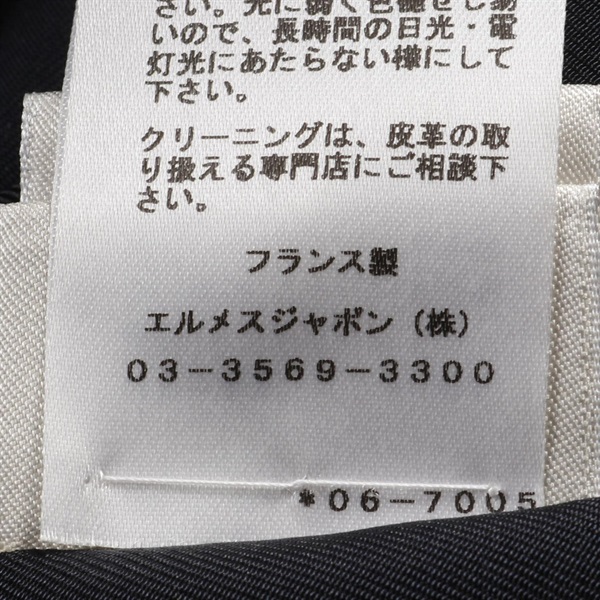 さい。光に弱く色褪せし易
いので、長時間の日光・電
灯光にあたらない様にして
下さい。
クリーニングは、皮革の取
り扱える専門店にご相談下
さい。
フランス製
エルメスジャポン（株）
03-3569-3300
*06-7005